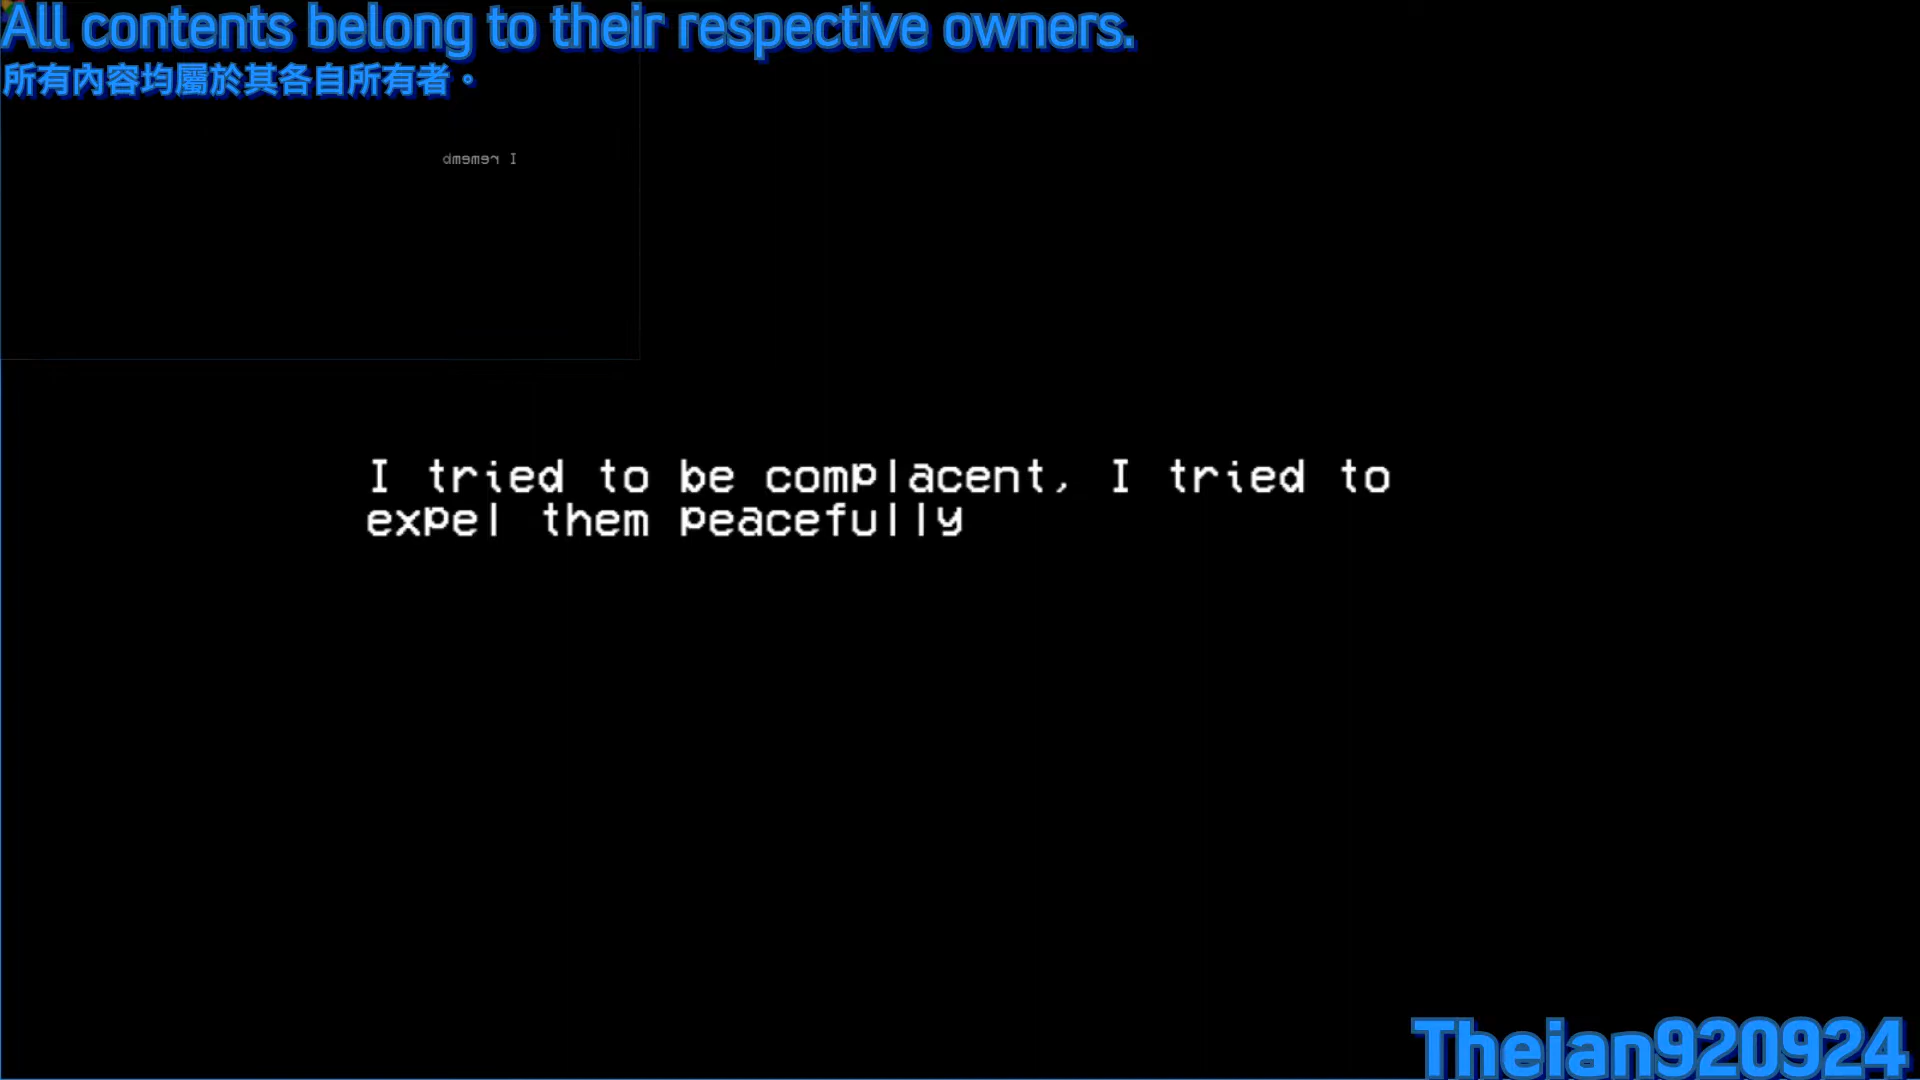 All contents belong to their respective owners.
所有內容均屬於其各自所有者。
I rememb
I tried to be complacent, I tried to
expel them peacefully
Theian920924